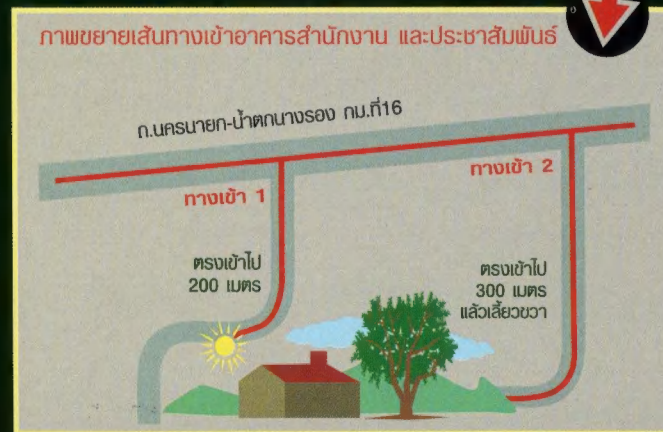 ภาพขยายเส้นทางเข้าอาคารสำนักงาน และประชาสัมพันธ์
ถ.นครนายก-น้ำตกนางรอง กม.ที่16
ทางเข้า 1
ทางเข้า 2
ตรงเข้าไป
200 เมตร
ตรงเข้าไป
300 เมตร
แล้วเลี้ยวขวา